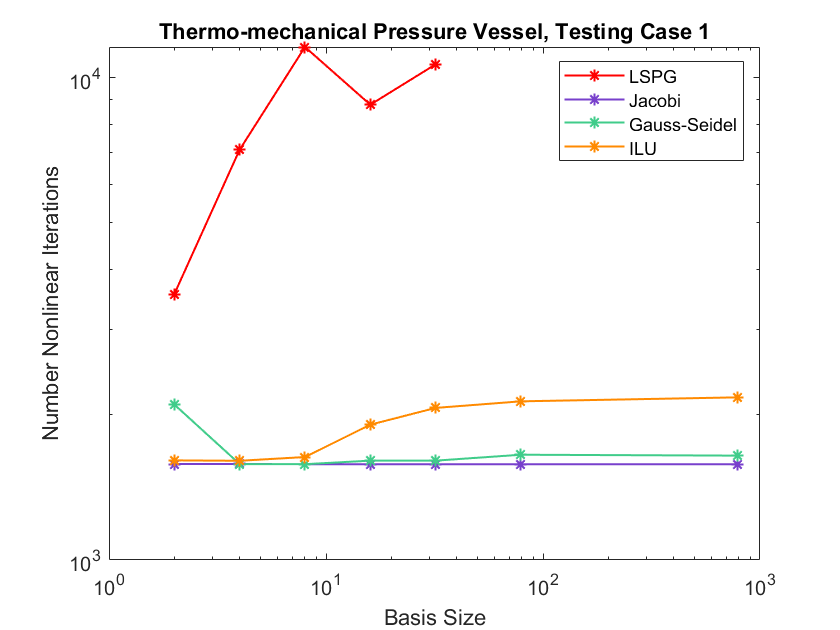 Thermo-mechanical Pressure Vessel, Testing Case 1
10^4
10^3
Number Nonlinear Iterations
LSPG
Jacobi
Gauss-Seidel
ILU
10^0 10^1 10^2 10^3
Basis Size